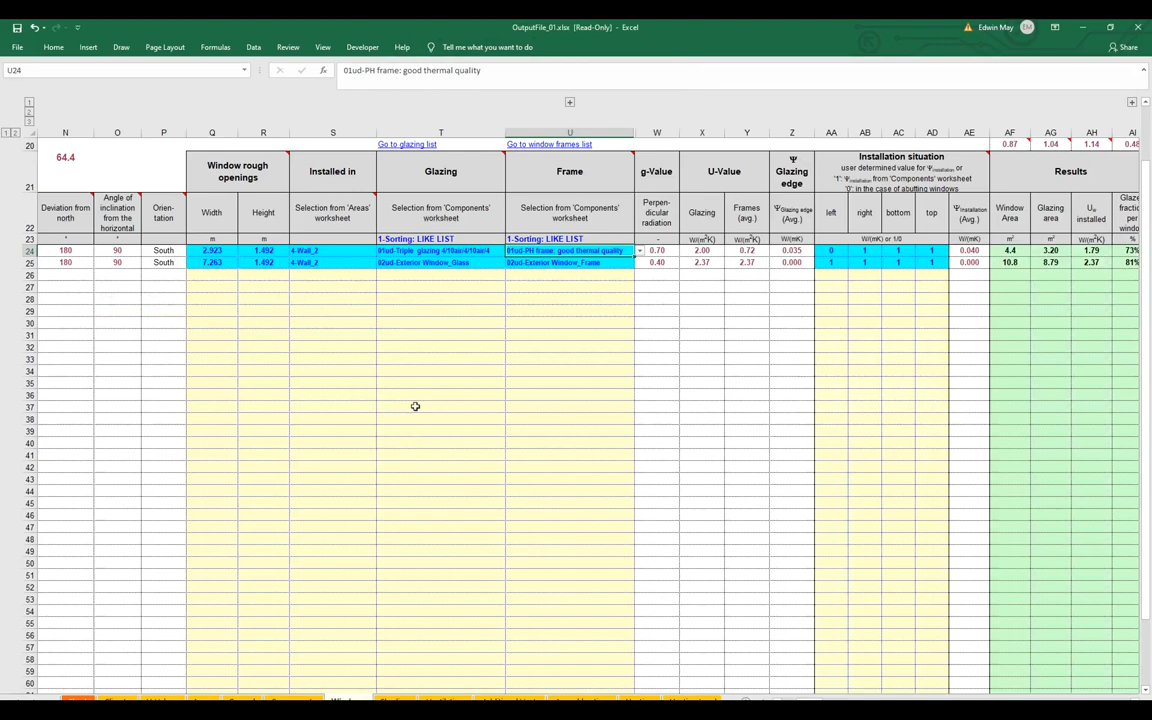 OutputFile_01.xlsx [Read-Only] - Excel
Edwin May EM
File Home Insert Draw Page Layout Formulas Data Review View Developer Help Tell me what you want to do Share
U24 fx 01ud-PH frame: good thermal quality
1
2
3
1 2 N O P Q R S T U W X Y Z AA AB AC AD AE AF AG AH AI
20 64.4 Go to glazing list Go to window frames list 0.87 1.04 1.14 0.48
21 Window rough openings Installed in Glazing Frame g-Value U-Value Ψ Glazing edge Installation situation Results
user determined value for Ψinstallation or
'1': Ψinstallation from 'Components' worksheet
'0': in the case of abutting windows
22 Deviation from north Angle of inclination from the horizontal Orien-tation Width Height Selection from 'Areas' worksheet Selection from 'Components' worksheet Selection from 'Components' worksheet Perpen-dicular radiation Glazing Frames (avg.) ΨGlazing edge (Avg.) left right bottom top Ψinstallation (Avg.) Window Area Glazing area Uw installed Glaze fractio per windo
23 ° ° m m 1-Sorting: LIKE LIST 1-Sorting: LIKE LIST - W/(m²K) W/(m²K) W/(mK) W/(mK) or 1/0 W/(mK) m² m² W/(m²K) %
24 180 90 South 2.923 1.492 4-Wall_2 01ud-Triple glazing 4/10air/4/10air/4 01ud-PH frame: good thermal quality 0.70 2.00 0.72 0.035 0 1 1 1 0.040 4.4 3.20 1.79 73%
25 180 90 South 7.263 1.492 4-Wall_2 02ud-Exterior Window_Glass 02ud-Exterior Window_Frame 0.40 2.37 2.37 0.000 1 1 1 1 0.000 10.8 8.79 2.37 81%
26
27
28
29
30
31
32
33
34
35
36
37
38
39
40
41
42
43
44
45
46
47
48
49
50
51
52
53
54
55
56
57
58
59
60